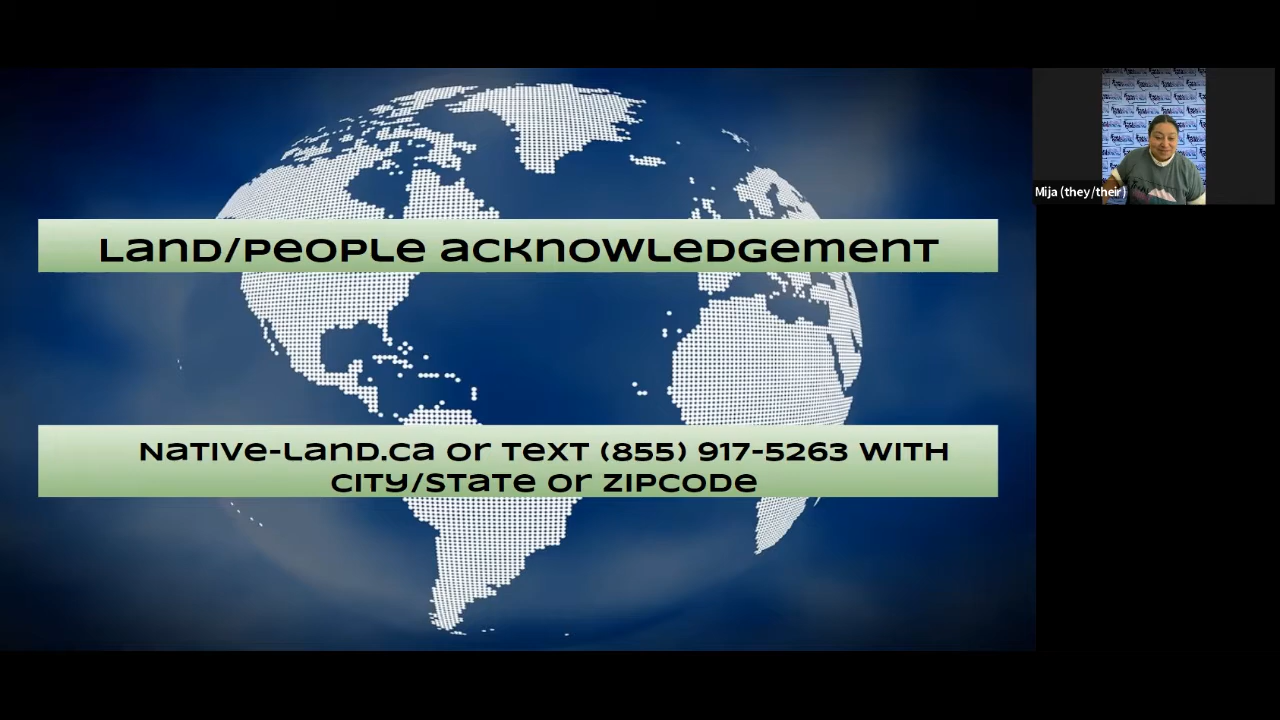 Land/People Acknowledgement
Native-Land.ca or text (855) 917-5263 with
city/state or zipcode
Mija (they/their)